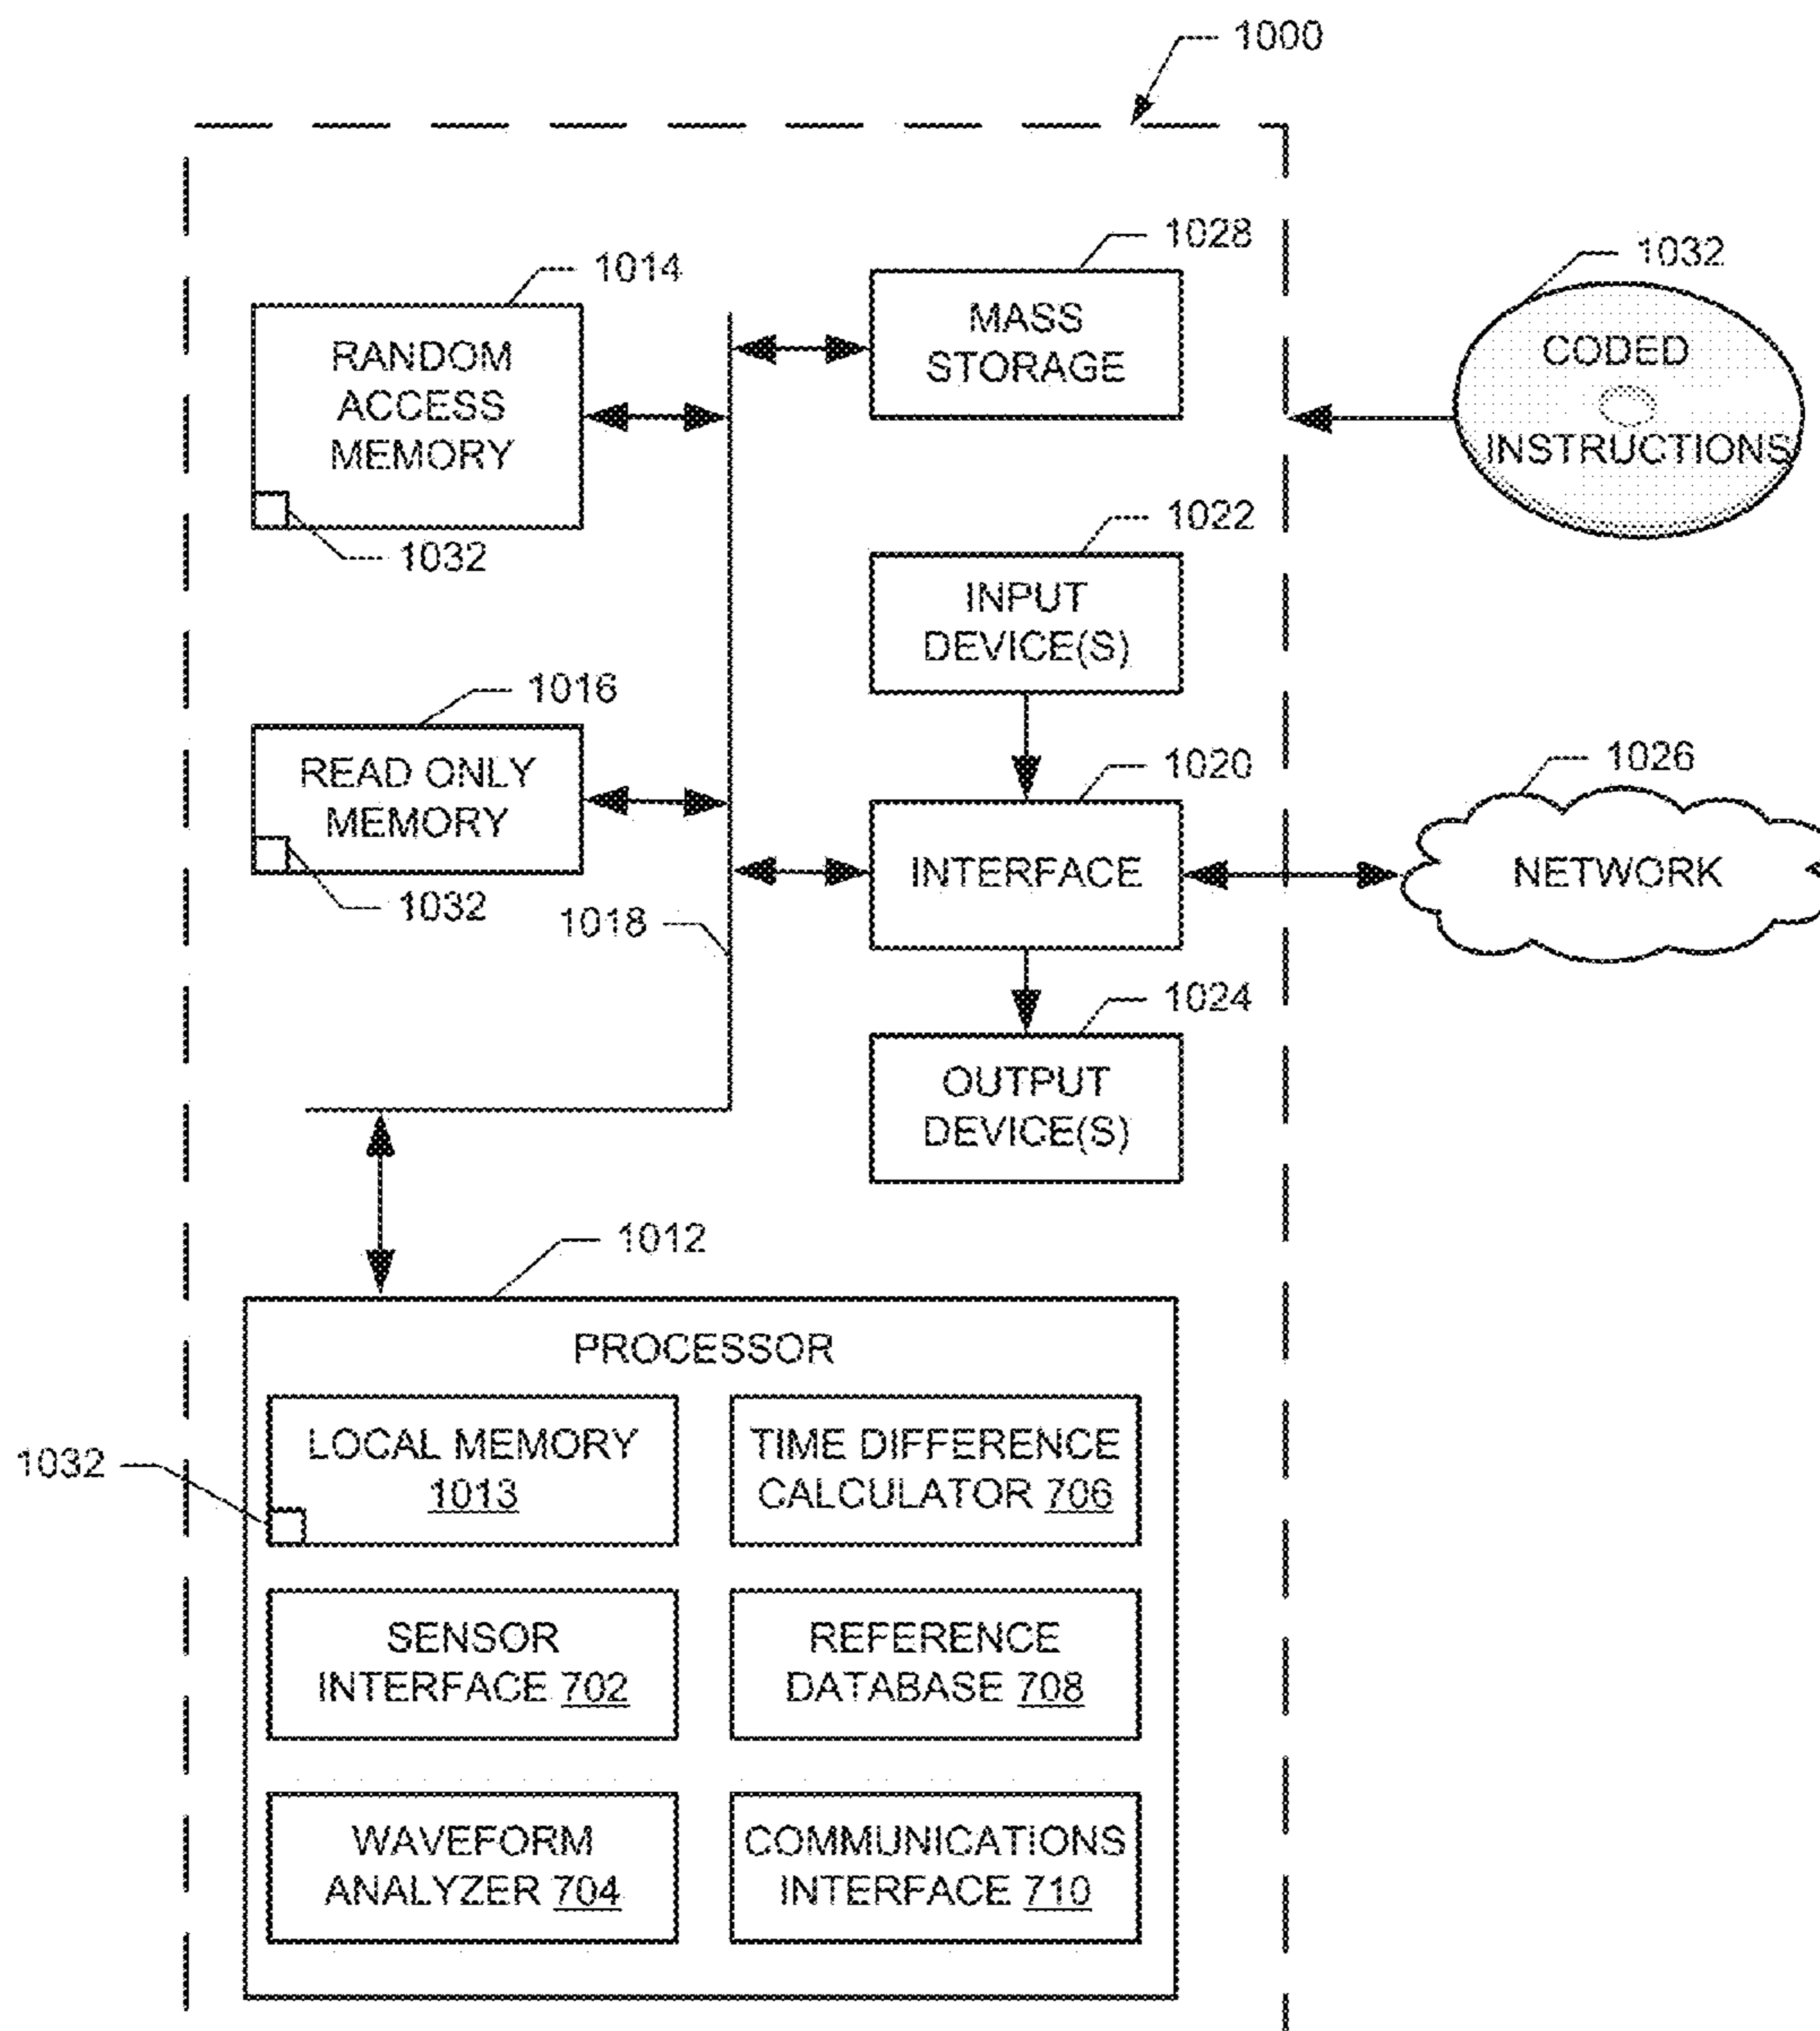 1000
1028
1014
1032
MASS
STORAGE
RANDOM
ACCESS
MEMORY
CODED
INSTRUCTIONS
1032
1022
INPUT
DEVICE(S)
1016
READ ONLY
MEMORY
1032
1020
INTERFACE
1026
NETWORK
1018
1024
OUTPUT
DEVICE(S)
1012
PROCESSOR
LOCAL MEMORY
1013
1032
TIME DIFFERENCE
CALCULATOR 706
SENSOR
INTERFACE 702
REFERENCE
DATABASE 708
WAVEFORM
ANALYZER 704
COMMUNICATIONS
INTERFACE 710